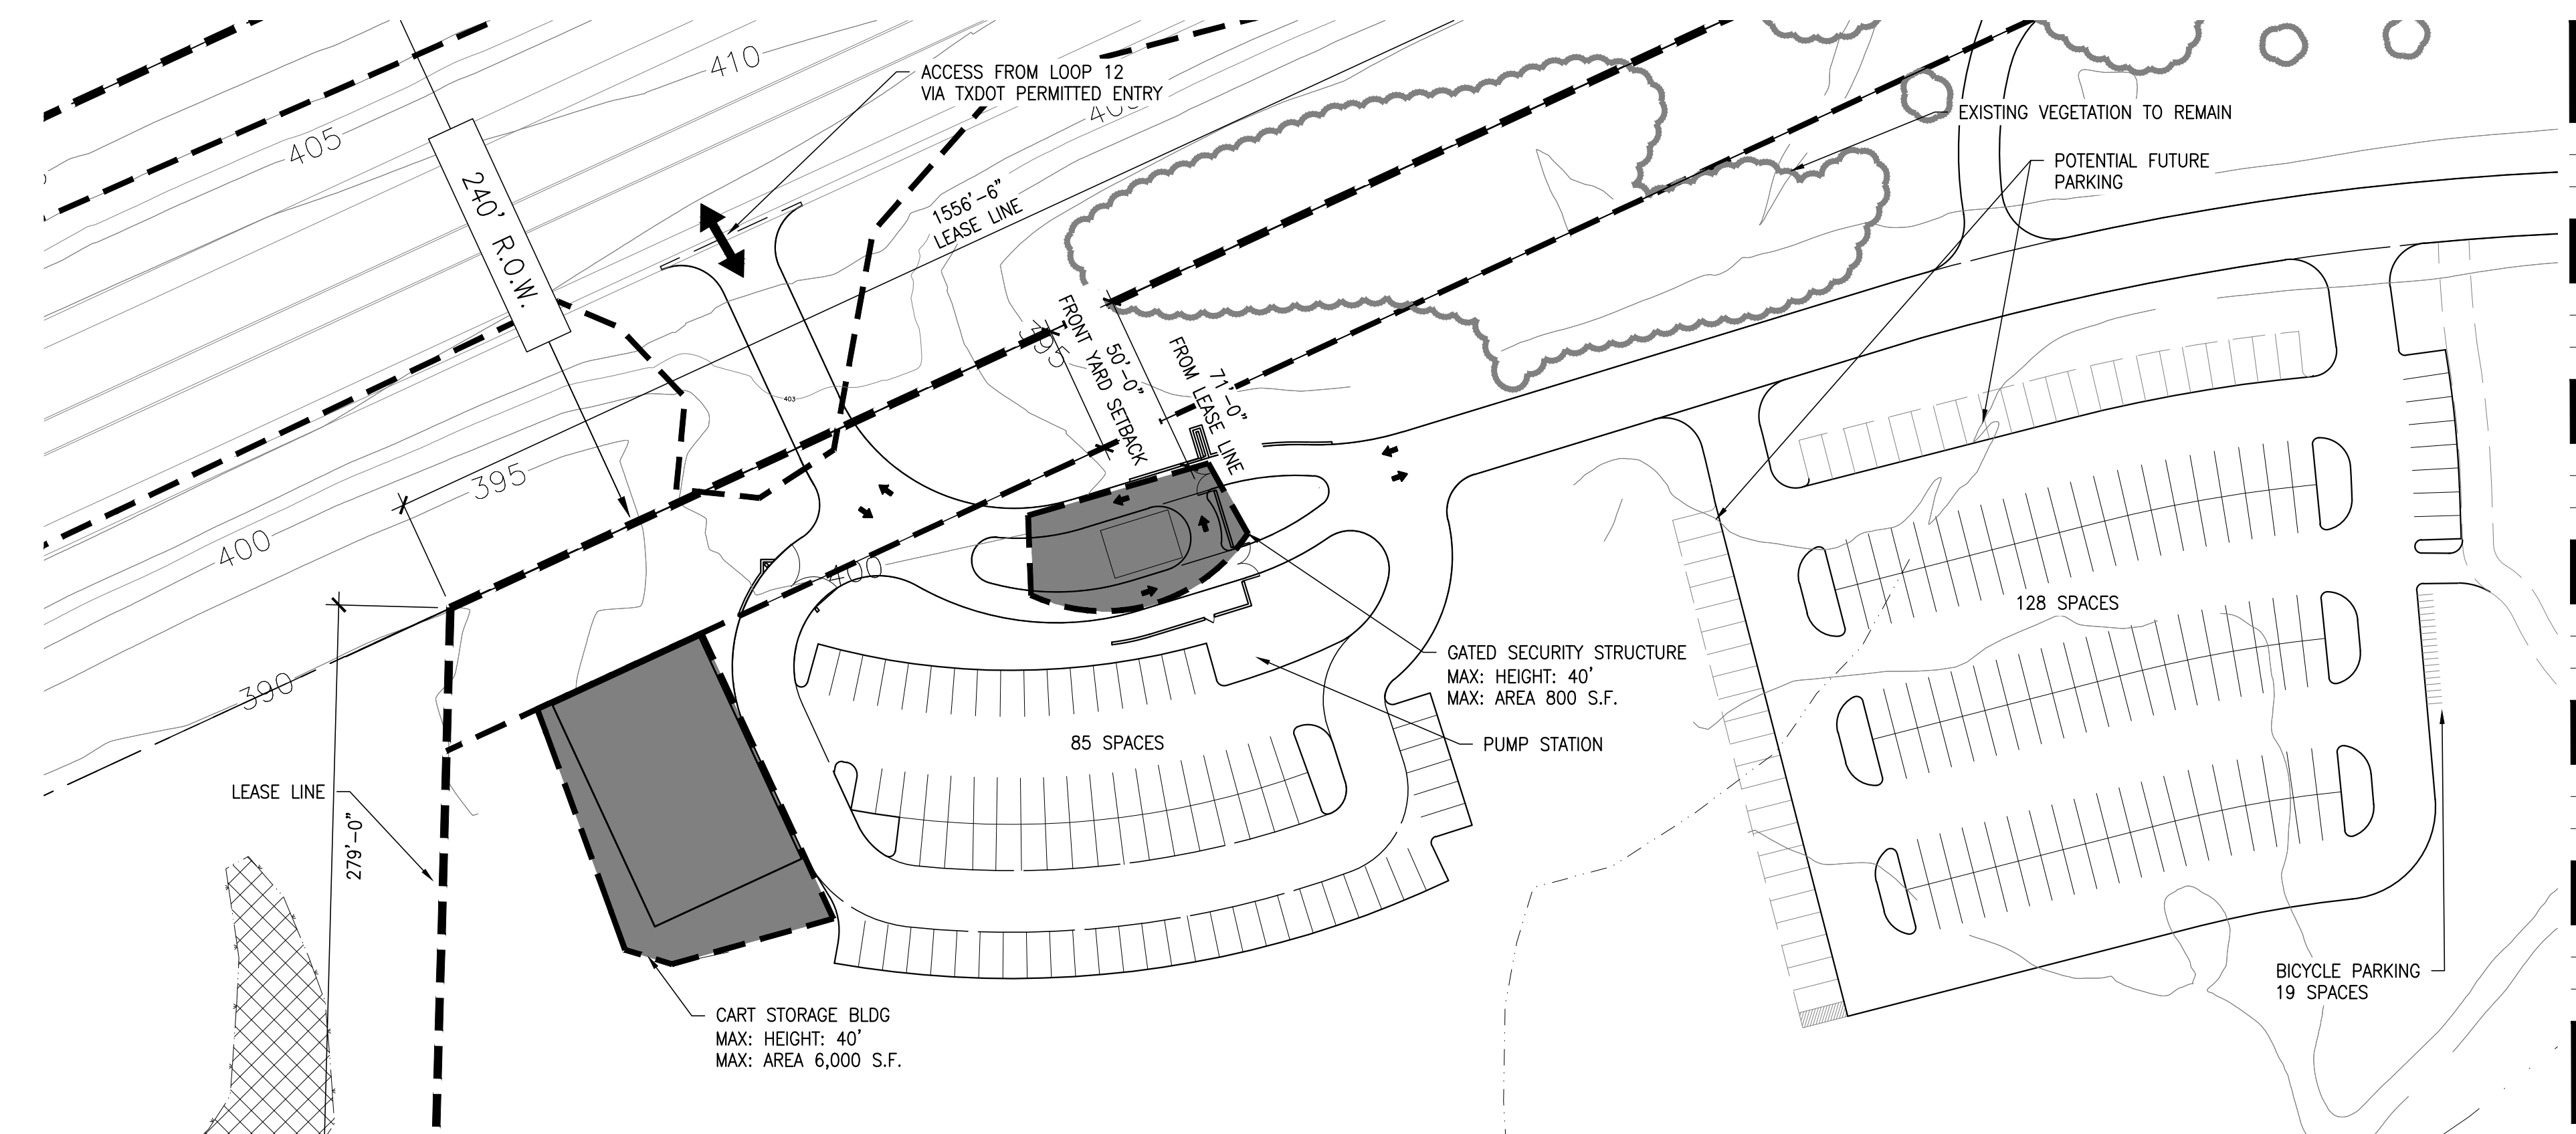 410
ACCESS FROM LOOP 12
VIA TXDOT PERMITTED ENTRY
405
EXISTING VEGETATION TO REMAIN
POTENTIAL FUTURE
PARKING
240' R.O.W.
1556'-6"
LEASE LINE
395
FRONT YARD SETBACK
50'-0"
71'-0"
FROM LEASE LINE
403
395
400
400
390
128 SPACES
GATED SECURITY STRUCTURE
MAX: HEIGHT: 40'
MAX: AREA 800 S.F.
85 SPACES
PUMP STATION
LEASE LINE
279'-0"
BICYCLE PARKING
19 SPACES
CART STORAGE BLDG
MAX: HEIGHT: 40'
MAX: AREA 6,000 S.F.